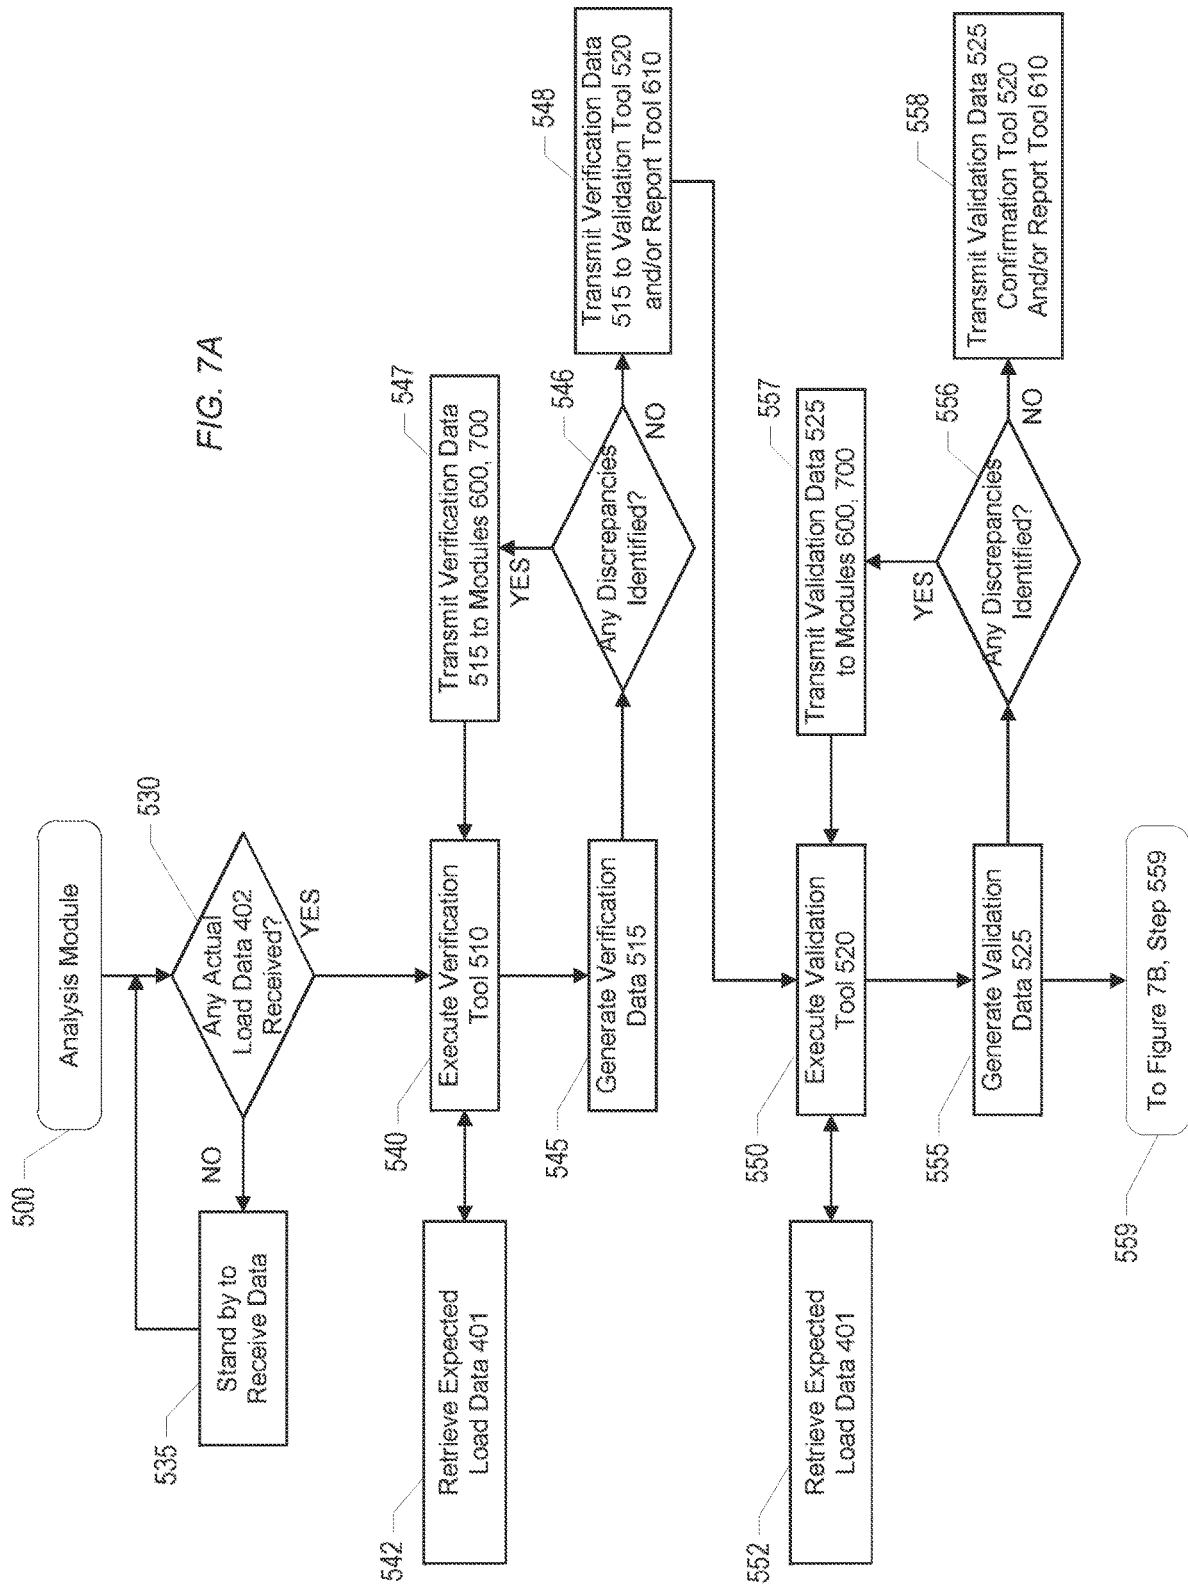 FIG. 7A
500
Analysis Module
530
Any Actual
Load Data 402
Received?
NO
YES
535
Stand by to
Receive Data
540
Execute Verification
Tool 510
542
Retrieve Expected
Load Data 401
547
Transmit Verification Data
515 to Modules 600, 700
545
Generate Verification
Data 515
YES
546
Any Discrepancies
Identified?
NO
548
Transmit Verification Data
515 to Validation Tool 520
and/or Report Tool 610
550
Execute Validation
Tool 520
552
Retrieve Expected
Load Data 401
557
Transmit Validation Data 525
to Modules 600, 700
555
Generate Validation
Data 525
YES
556
Any Discrepancies
Identified?
NO
558
Transmit Validation Data 525
Confirmation Tool 520
And/or Report Tool 610
559
To Figure 7B, Step 559